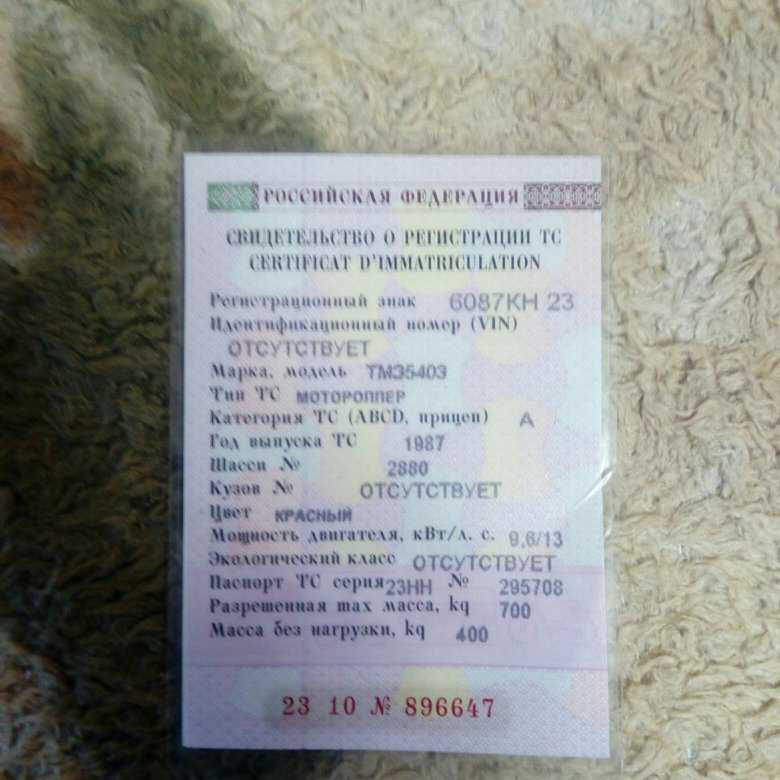 РОССИЙСКАЯ ФЕДЕРАЦИЯ
СВИДЕТЕЛЬСТВО О РЕГИСТРАЦИИ ТС
CERTIFICAT D'IMMATRICULATION
Регистрационный знак 6087КН 23
Идентификационный номер (VIN)
ОТСУТСТВУЕТ
Марка, модель ТМЗ5403
Тип ТС МОТОРОЛЛЕР
Категория ТС (ABCD, прицеп) А
Год выпуска ТС 1987
Шасси № 2880
Кузов № ОТСУТСТВУЕТ
Цвет КРАСНЫЙ
Мощность двигателя, кВт/л. с. 9,6/13
Экологический класс ОТСУТСТВУЕТ
Паспорт ТС серия 23НН № 295708
Разрешенная max масса, kg 700
Масса без нагрузки, kg 400
23 10 № 896647